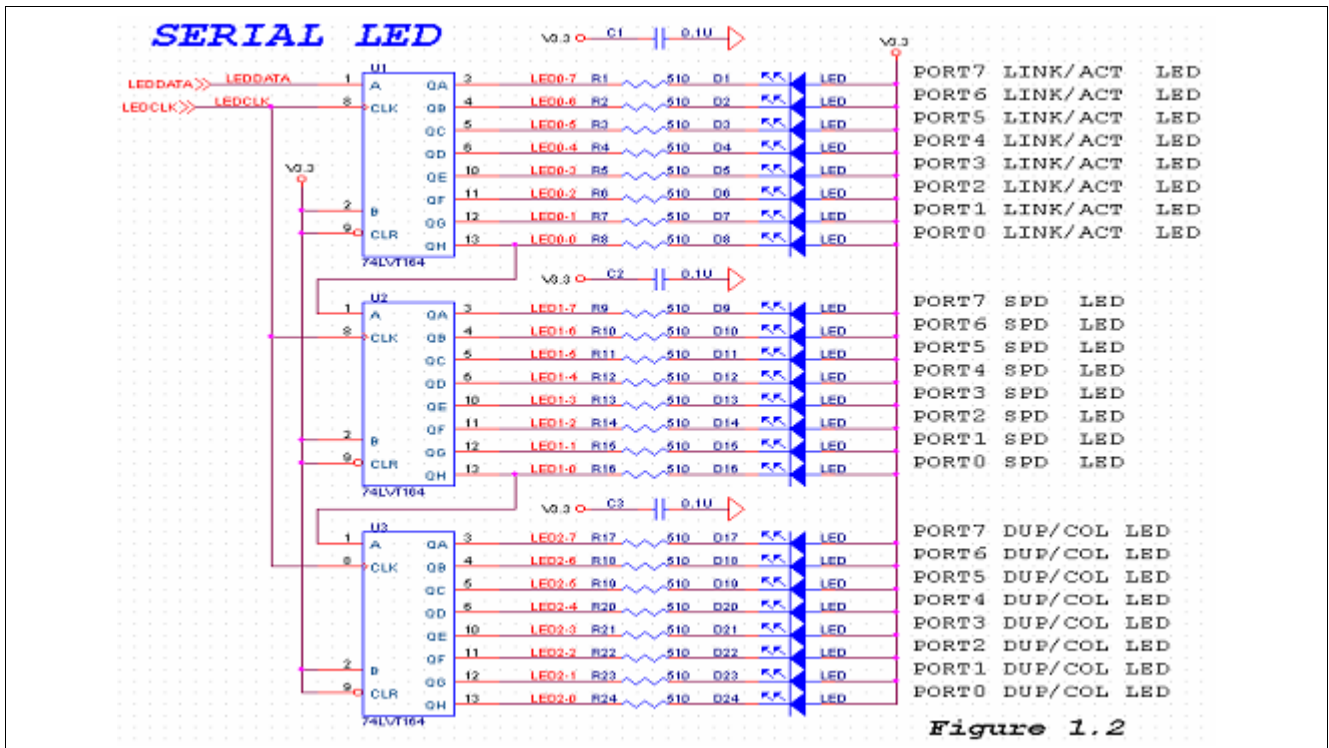 SERIAL LED
V3.3 C1 0.1U
V3.3
U1
LEDDATA LEDDATA 1 A QA 3 LED0-7 R1 510 D1 LED PORT7 LINK/ACT LED
LEDCLK LEDCLK 8 CLK QB 4 LED0-6 R2 510 D2 LED PORT6 LINK/ACT LED
QC 5 LED0-5 R3 510 D3 LED PORT5 LINK/ACT LED
QD 6 LED0-4 R4 510 D4 LED PORT4 LINK/ACT LED
V3.3 QE 10 LED0-3 R5 510 D5 LED PORT3 LINK/ACT LED
2 B QF 11 LED0-2 R6 510 D6 LED PORT2 LINK/ACT LED
QG 12 LED0-1 R7 510 D7 LED PORT1 LINK/ACT LED
9 CLR QH 13 LED0-0 R8 510 D8 LED PORT0 LINK/ACT LED
74LVT164
V3.3 C2 0.1U
U2
1 A QA 3 LED1-7 R9 510 D9 LED PORT7 SPD LED
8 CLK QB 4 LED1-6 R10 510 D10 LED PORT6 SPD LED
QC 5 LED1-5 R11 510 D11 LED PORT5 SPD LED
QD 6 LED1-4 R12 510 D12 LED PORT4 SPD LED
QE 10 LED1-3 R13 510 D13 LED PORT3 SPD LED
QF 11 LED1-2 R14 510 D14 LED PORT2 SPD LED
2 B QG 12 LED1-1 R15 510 D15 LED PORT1 SPD LED
9 CLR QH 13 LED1-0 R16 510 D16 LED PORT0 SPD LED
74LVT164
V3.3 C3 0.1U
U3
1 A QA 3 LED2-7 R17 510 D17 LED PORT7 DUP/COL LED
8 CLK QB 4 LED2-6 R18 510 D18 LED PORT6 DUP/COL LED
QC 5 LED2-5 R19 510 D19 LED PORT5 DUP/COL LED
QD 6 LED2-4 R20 510 D20 LED PORT4 DUP/COL LED
QE 10 LED2-3 R21 510 D21 LED PORT3 DUP/COL LED
QF 11 LED2-2 R22 510 D22 LED PORT2 DUP/COL LED
2 B QG 12 LED2-1 R23 510 D23 LED PORT1 DUP/COL LED
9 CLR QH 13 LED2-0 R24 510 D24 LED PORT0 DUP/COL LED
74LVT164
Figure 1.2